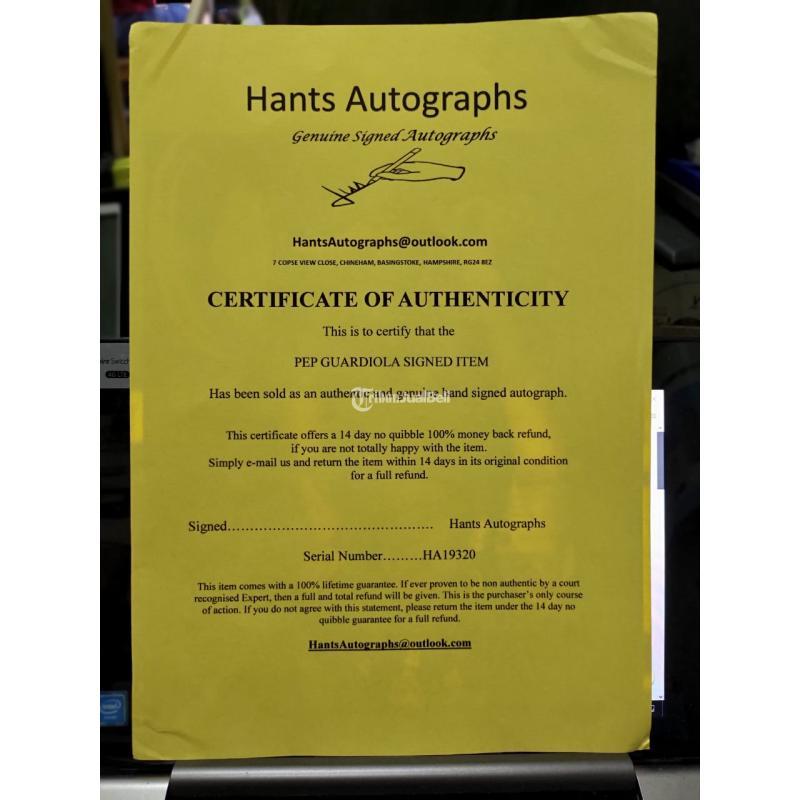 Hants Autographs
Genuine Signed Autographs
HantsAutographs@outlook.com
7 COPSE VIEW CLOSE, CHINEHAM, BASINGSTOKE, HAMPSHIRE, RG24 8EZ
CERTIFICATE OF AUTHENTICITY
This is to certify that the
PEP GUARDIOLA SIGNED ITEM
Has been sold as an authentic and genuine hand signed autograph.
This certificate offers a 14 day no quibble 100% money back refund,
if you are not totally happy with the item.
Simply e-mail us and return the item within 14 days in its original condition
for a full refund.
Signed............................................. Hants Autographs
Serial Number.........HA19320
This item comes with a 100% lifetime guarantee. If ever proven to be non authentic by a court
recognised Expert, then a full and total refund will be given. This is the purchaser's only course
of action. If you do not agree with this statement, please return the item under the 14 day no
quibble guarantee for a full refund.
HantsAutographs@outlook.com
4G LTE
intel